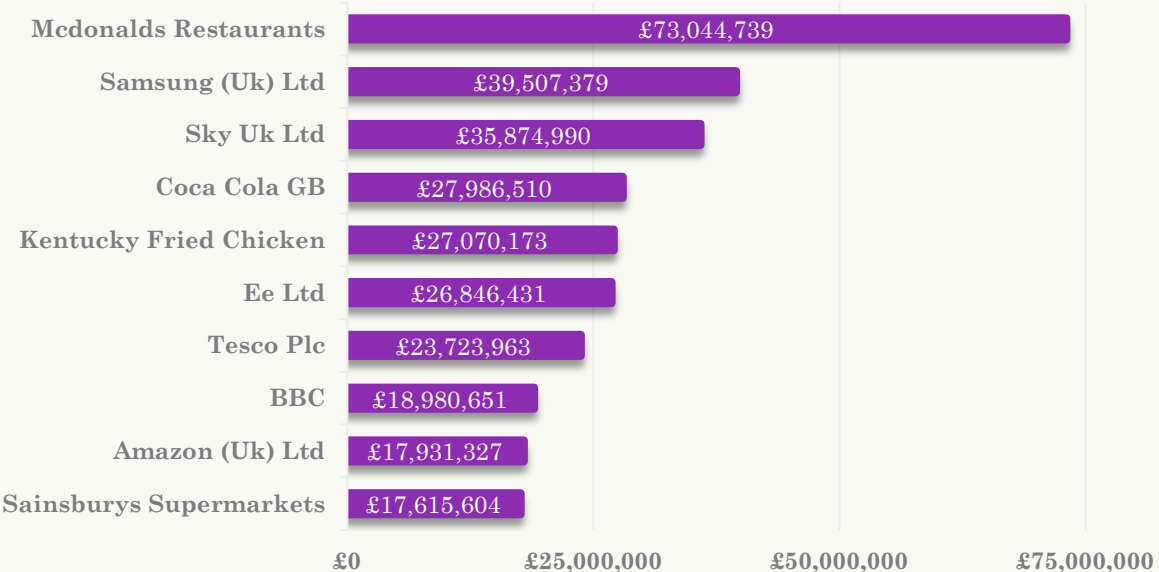 Mcdonalds Restaurants £73,044,739
Samsung (Uk) Ltd £39,507,379
Sky Uk Ltd £35,874,990
Coca Cola GB £27,986,510
Kentucky Fried Chicken £27,070,173
Ee Ltd £26,846,431
Tesco Plc £23,723,963
BBC £18,980,651
Amazon (Uk) Ltd £17,931,327
Sainsburys Supermarkets £17,615,604
£0 £25,000,000 £50,000,000 £75,000,000